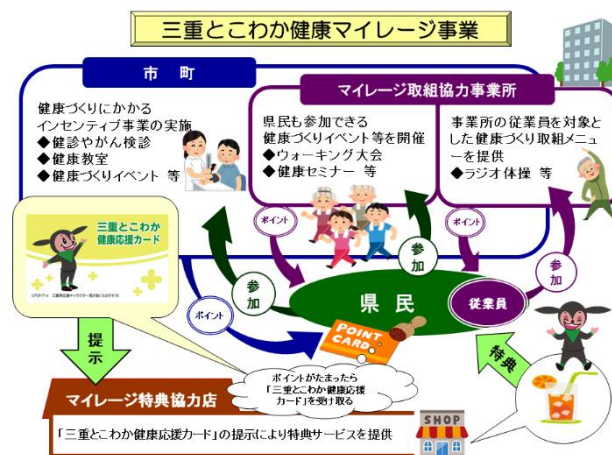 三重とこわか健康マイレージ事業
市 町
健康づくりにかかる
インセンティブ事業の実施
◆健診やがん検診
◆健康教室
◆健康づくりイベント 等
マイレージ取組協力事業所
県民も参加できる
健康づくりイベント等を開催
◆ウォーキング大会
◆健康セミナー 等
事業所の従業員を対象
とした健康づくり取組メニュ
ーを提供
◆ラジオ体操 等
三重とこわか
健康応援カード
ポイント
参加
ポイント
参加
参加
ポイント
県民
従業員
POINT
CARD
提示
特典
ポイントがたまったら
「三重とこわか健康応援
カード」を受け取る
マイレージ特典協力店
「三重とこわか健康応援カード」の提示により特典サービスを提供
SHOP